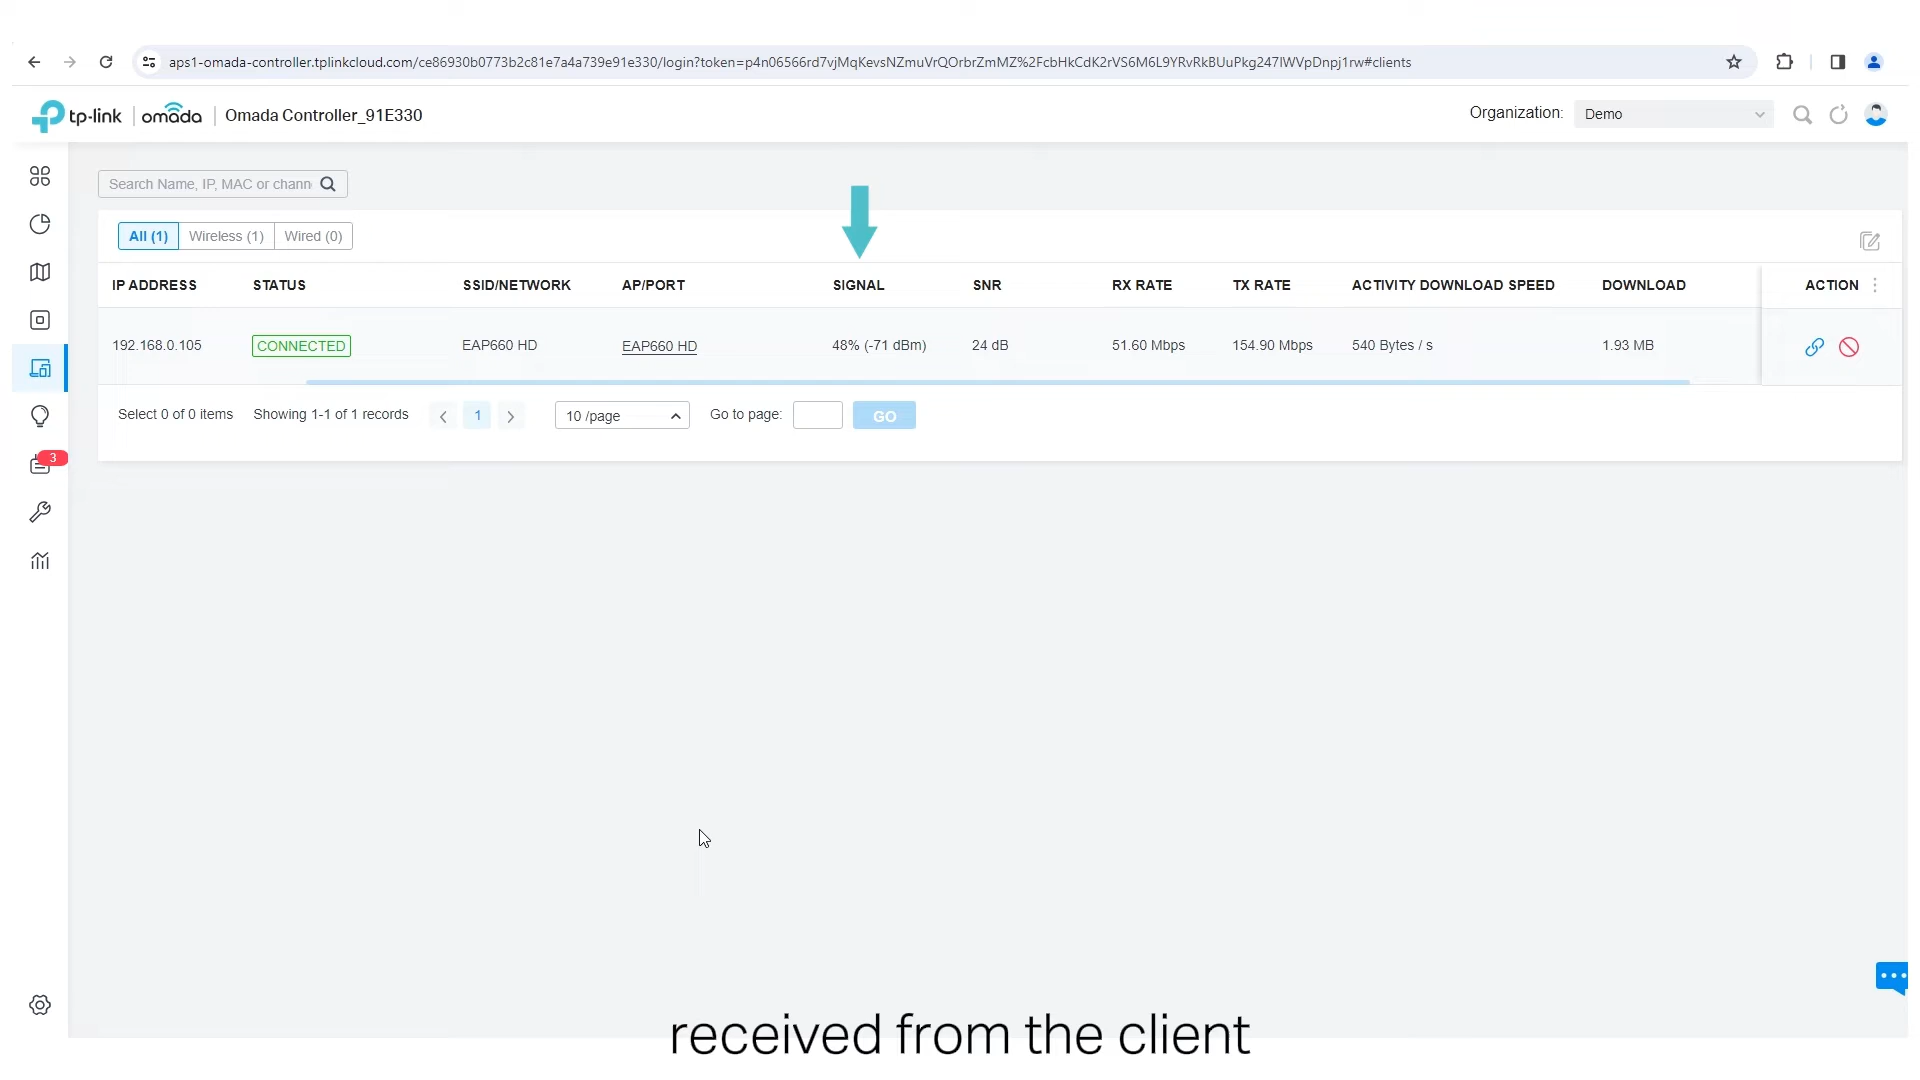 aps1-omada-controller.tplinkcloud.com/ce86930b0773b2c81e7a4a739e91e330/login?token=p4n06566rd7vjMqKevsNZmuVrQOrbrZmMZ%2FcbHkCdK2rVS6M6L9YRvRkBUuPkg247IWVpDnpj1rw#clients
tp-link omada Omada Controller_91E330 Organization: Demo
Search Name, IP, MAC or chann
All (1) Wireless (1) Wired (0)
IP ADDRESS STATUS SSID/NETWORK AP/PORT SIGNAL SNR RX RATE TX RATE ACTIVITY DOWNLOAD SPEED DOWNLOAD ACTION
192.168.0.105 CONNECTED EAP660 HD EAP660 HD 48% (-71 dBm) 24 dB 51.60 Mbps 154.90 Mbps 540 Bytes / s 1.93 MB
Select 0 of 0 items Showing 1-1 of 1 records 1 10 /page Go to page: GO
3
received from the client